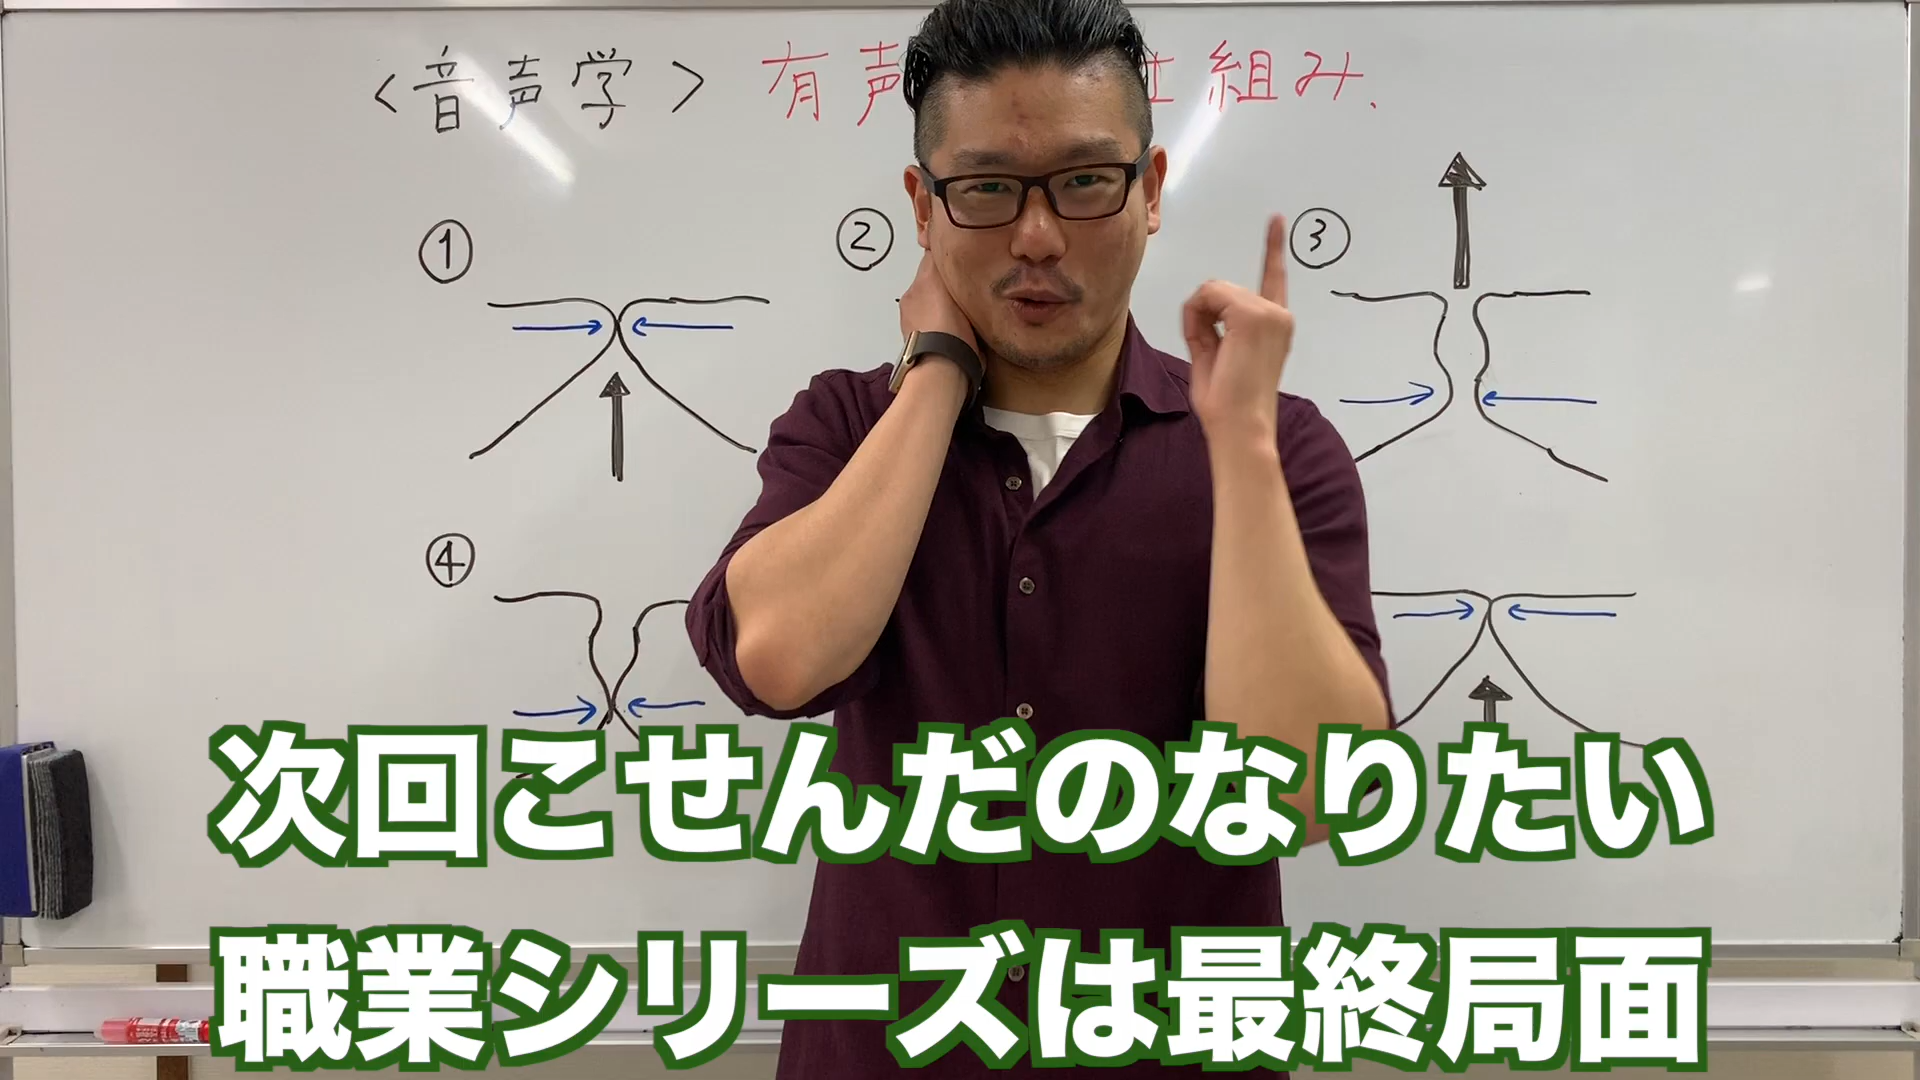 ＜音声学＞ 有声 仕組み.
① ② ③
④
次回こせんだのなりたい
職業シリーズは最終局面